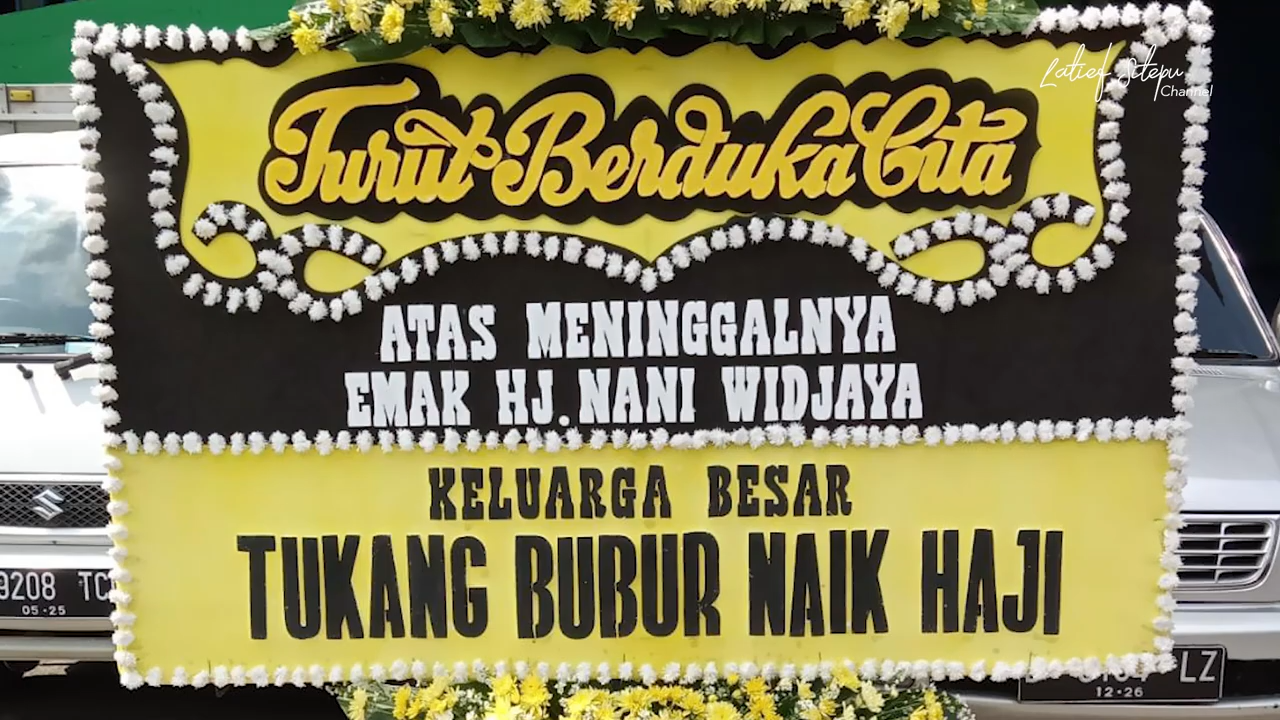 Latief Sitepu
Channel
Turut Berduka Cita
ATAS MENINGGALNYA
EMAK HJ. NANI WIDJAYA
KELUARGA BESAR
TUKANG BUBUR NAIK HAJI
9208 TC
05-25
LZ
12-26